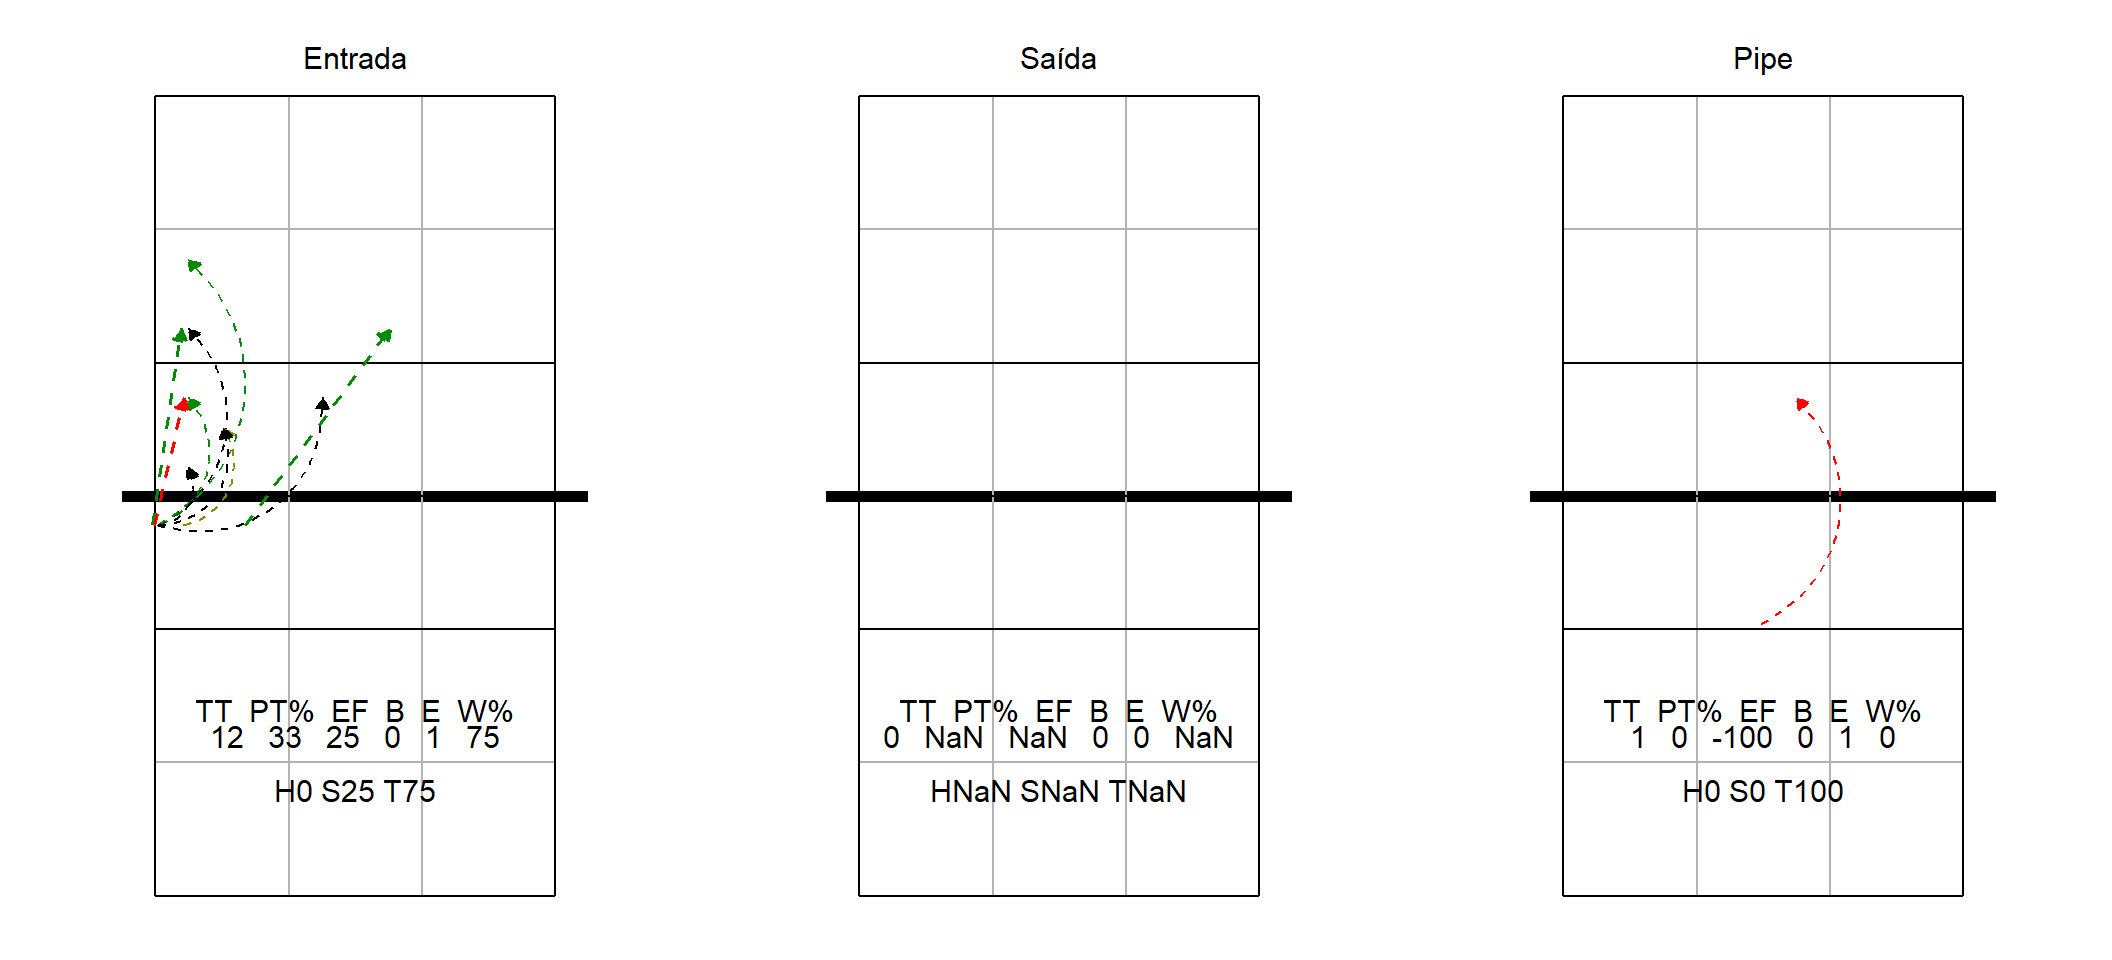 Entrada
TT PT% EF B E W%
12 33 25 0 1 75
H0 S25 T75
Saída
TT PT% EF B E W%
0 NaN NaN 0 0 NaN
HNaN SNaN TNaN
Pipe
TT PT% EF B E W%
1 0 -100 0 1 0
H0 S0 T100